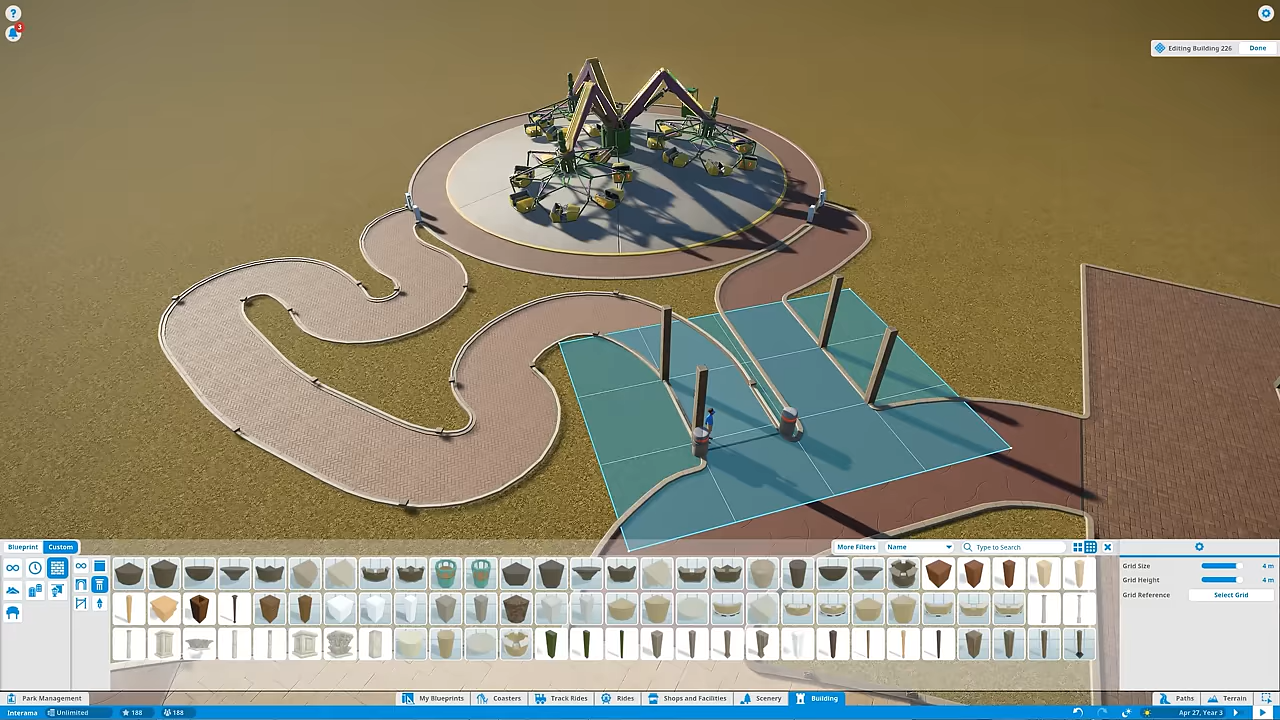 ?
3
Editing Building 226 Done
Blueprint Custom
More Filters Name Type to Search
Grid Size 4 m
Grid Height 4 m
Grid Reference Select Grid
Park Management
My Blueprints Coasters Track Rides Rides Shops and Facilities Scenery Building Paths Terrain
Interama Unlimited 188 188 Apr 27, Year 3